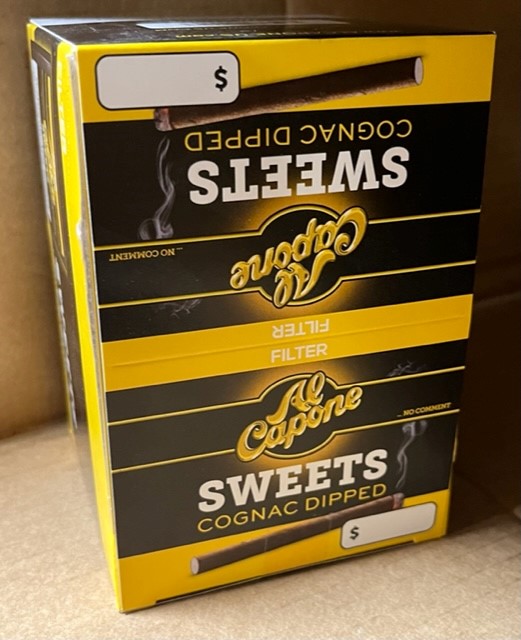 $
COGNAC DIPPED
SWEETS
... NO COMMENT
Al
Capone
FILTER
FILTER
Al
Capone
... NO COMMENT
SWEETS
COGNAC DIPPED
$